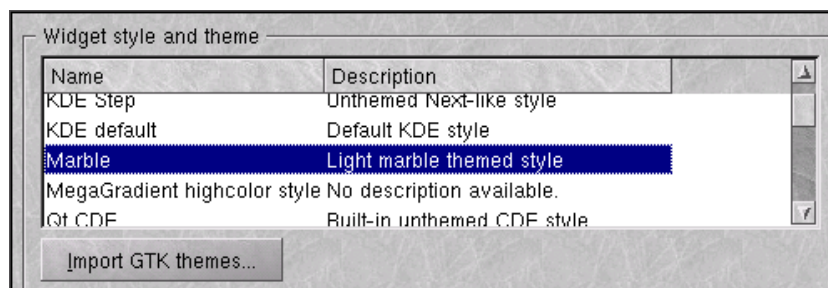 Widget style and theme
Name Description
KDE Step Unthemed Next-like style
KDE default Default KDE style
Marble Light marble themed style
MegaGradient highcolor style No description available.
Qt CDE Built-in unthemed CDE style
Import GTK themes...